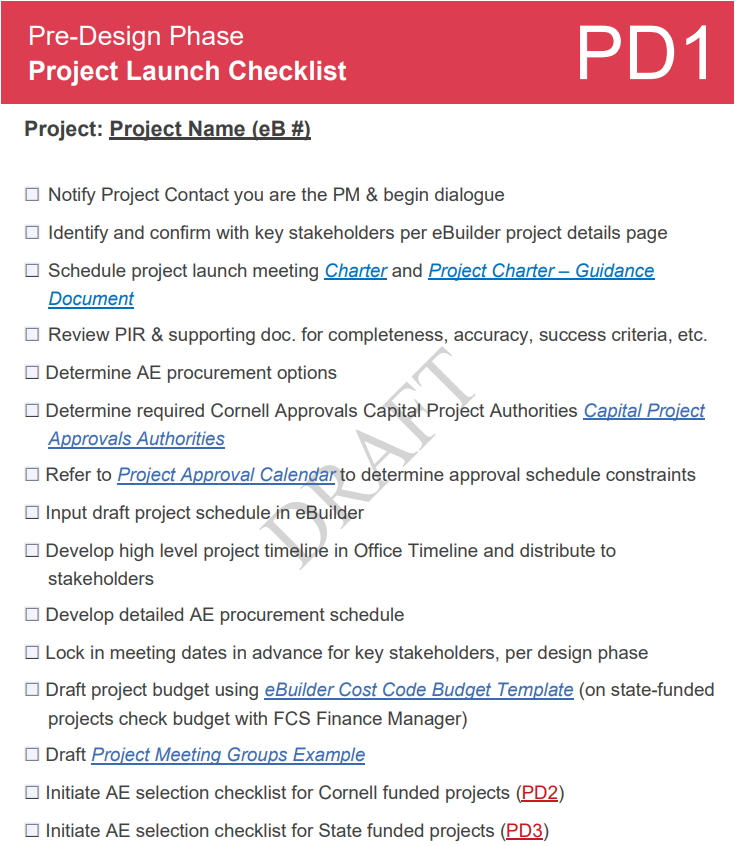 Pre-Design Phase
PD1
Project Launch Checklist
Project: Project Name (eB #)
☐ Notify Project Contact you are the PM & begin dialogue
☐ Identify and confirm with key stakeholders per eBuilder project details page
☐ Schedule project launch meeting Charter and Project Charter – Guidance
Document
☐ Review PIR & supporting doc. for completeness, accuracy, success criteria, etc.
☐ Determine AE procurement options
☐ Determine required Cornell Approvals Capital Project Authorities Capital Project
Approvals Authorities
☐ Refer to Project Approval Calendar to determine approval schedule constraints
☐ Input draft project schedule in eBuilder
☐ Develop high level project timeline in Office Timeline and distribute to
stakeholders
☐ Develop detailed AE procurement schedule
☐ Lock in meeting dates in advance for key stakeholders, per design phase
☐ Draft project budget using eBuilder Cost Code Budget Template (on state-funded
projects check budget with FCS Finance Manager)
☐ Draft Project Meeting Groups Example
☐ Initiate AE selection checklist for Cornell funded projects (PD2)
☐ Initiate AE selection checklist for State funded projects (PD3)
DRAFT